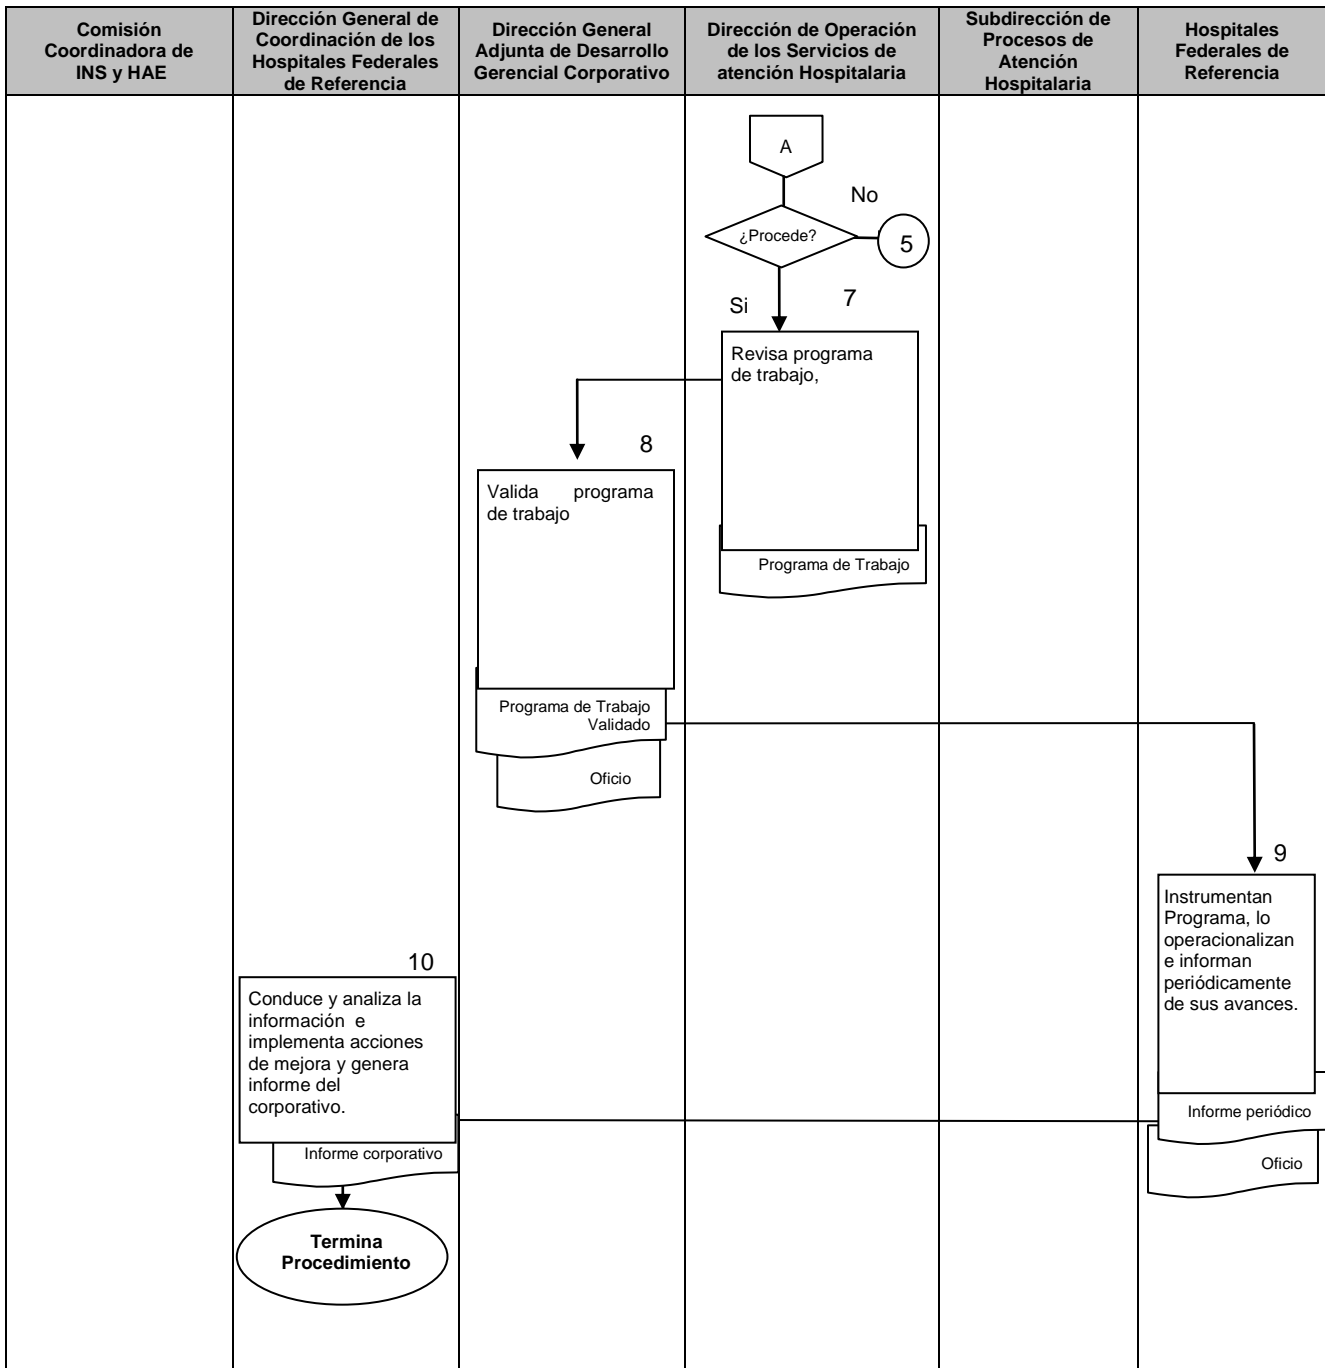 Comisión
Coordinadora de
INS y HAE
Dirección General de
Coordinación de los
Hospitales Federales
de Referencia
Dirección General
Adjunta de Desarrollo
Gerencial Corporativo
Dirección de Operación
de los Servicios de
atención Hospitalaria
Subdirección de
Procesos de
Atención
Hospitalaria
Hospitales
Federales de
Referencia
A
No
¿Procede?
5
Si
7
Revisa programa
de trabajo,
Programa de Trabajo
8
Valida programa
de trabajo
Programa de Trabajo
Validado
Oficio
9
Instrumentan
Programa, lo
operacionalizan
e informan
periódicamente
de sus avances.
Informe periódico
Oficio
10
Conduce y analiza la
información e
implementa acciones
de mejora y genera
informe del
corporativo.
Informe corporativo
Termina
Procedimiento